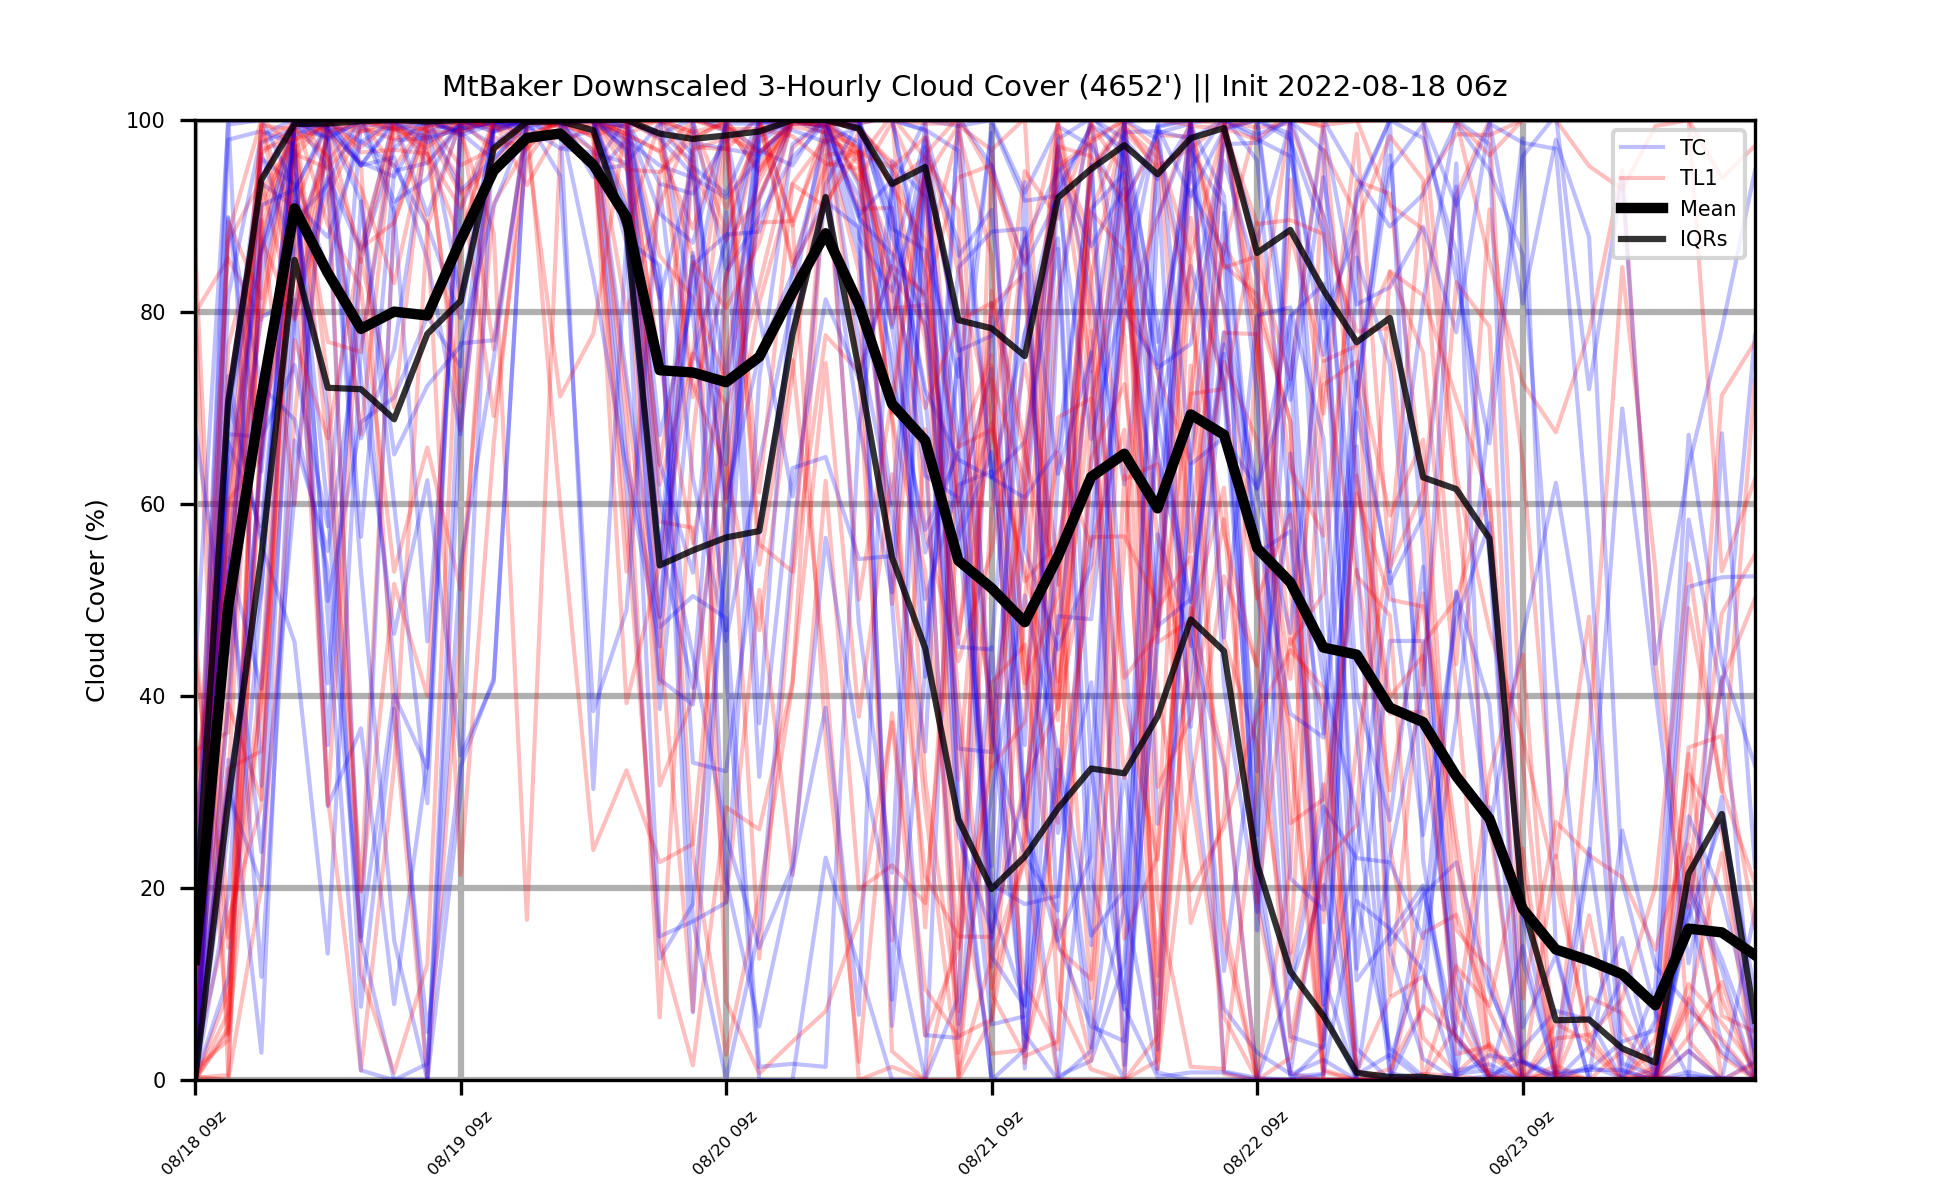 MtBaker Downscaled 3-Hourly Cloud Cover (4652') || Init 2022-08-18 06z
TC
TL1
Mean
IQRs
Cloud Cover (%)
100
80
60
40
20
0
08/18 09z
08/19 09z
08/20 09z
08/21 09z
08/22 09z
08/23 09z